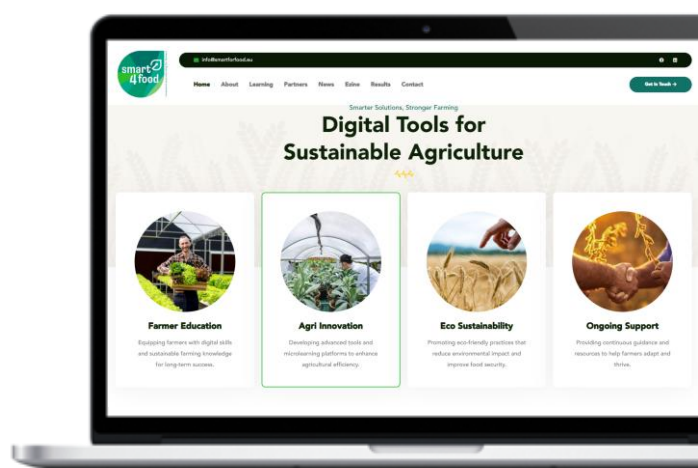 smart
4food
info@smartforfood.eu
Home About Learning Partners News Ezine Results Contact
Get In Touch →
Smarter Solutions, Stronger Farming
Digital Tools for
Sustainable Agriculture
Farmer Education
Equipping farmers with digital skills
and sustainable farming knowledge
for long-term success.
Agri Innovation
Developing advanced tools and
microlearning platforms to enhance
agricultural efficiency.
Eco Sustainability
Promoting eco-friendly practices that
reduce environmental impact and
improve food security.
Ongoing Support
Providing continuous guidance and
resources to help farmers adapt and
thrive.